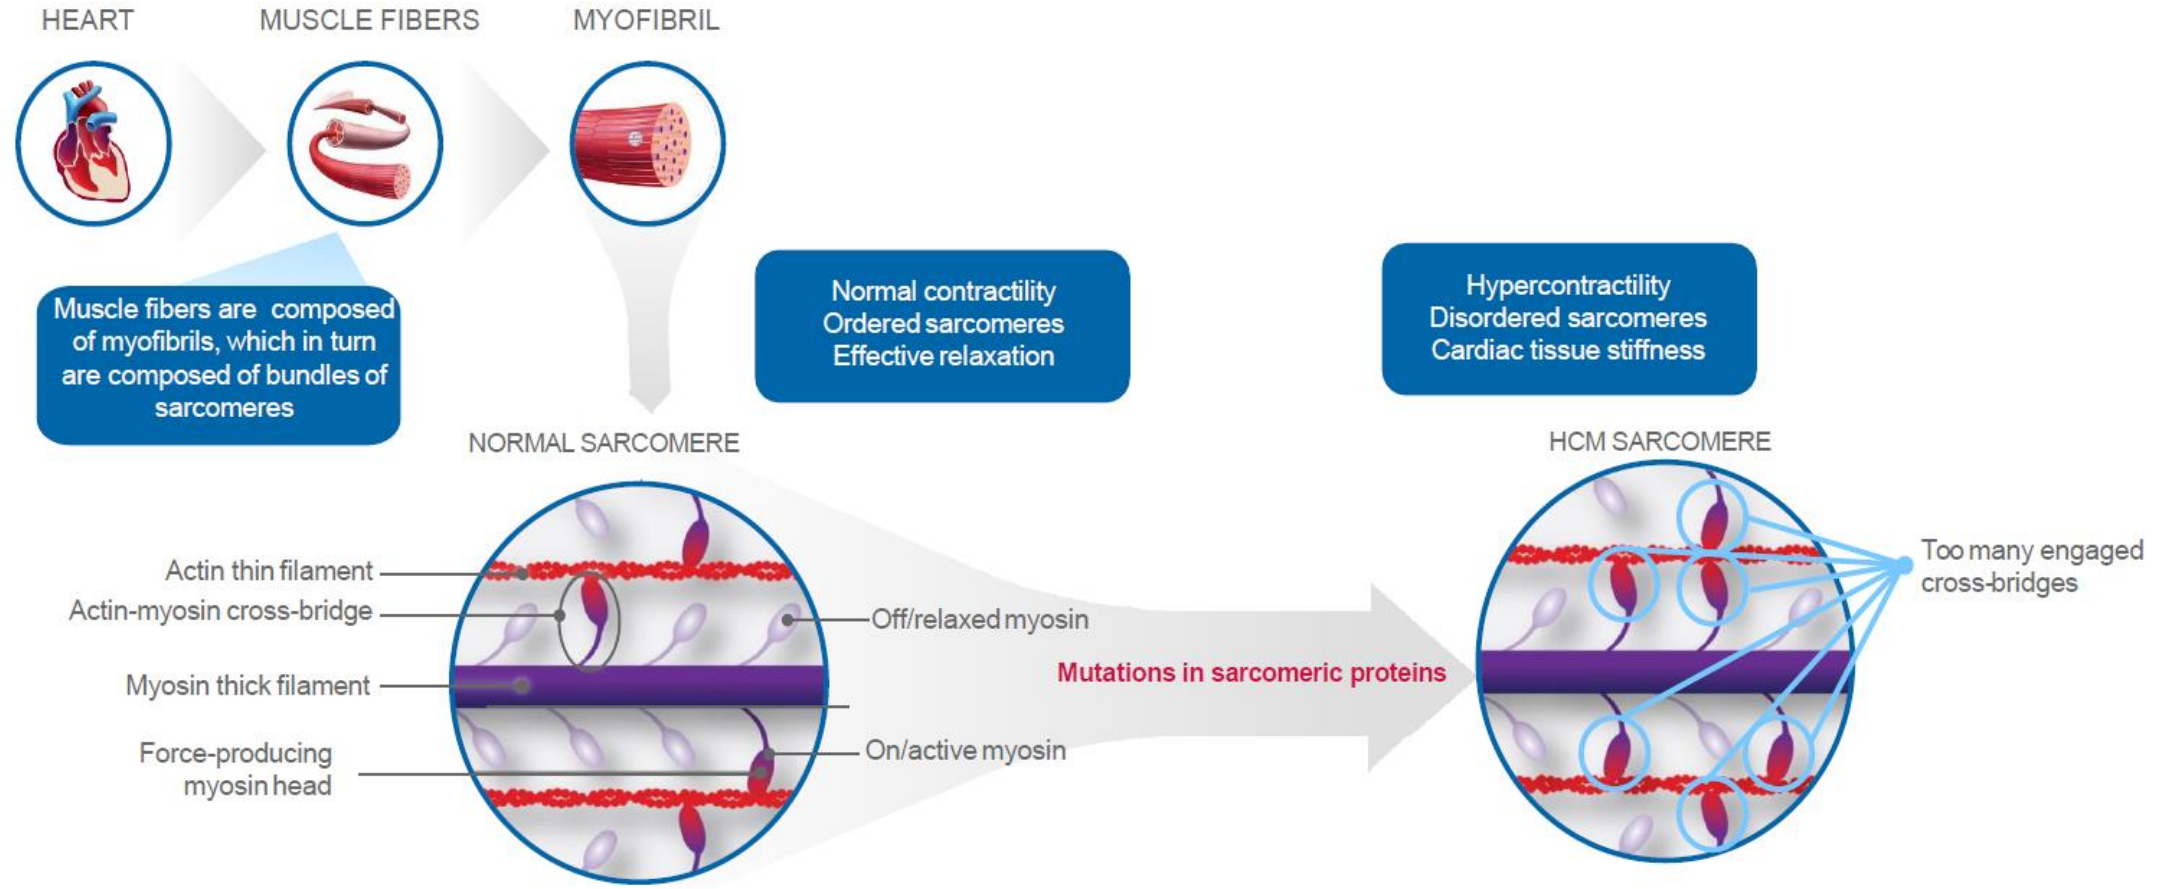 HEART
MUSCLE FIBERS
MYOFIBRIL
Muscle fibers are composed
of myofibrils, which in turn
are composed of bundles of
sarcomeres
Normal contractility
Ordered sarcomeres
Effective relaxation
Hypercontractility
Disordered sarcomeres
Cardiac tissue stiffness
NORMAL SARCOMERE
HCM SARCOMERE
Actin thin filament
Actin-myosin cross-bridge
Myosin thick filament
Force-producing
myosin head
Off/relaxed myosin
On/active myosin
Mutations in sarcomeric proteins
Too many engaged
cross-bridges